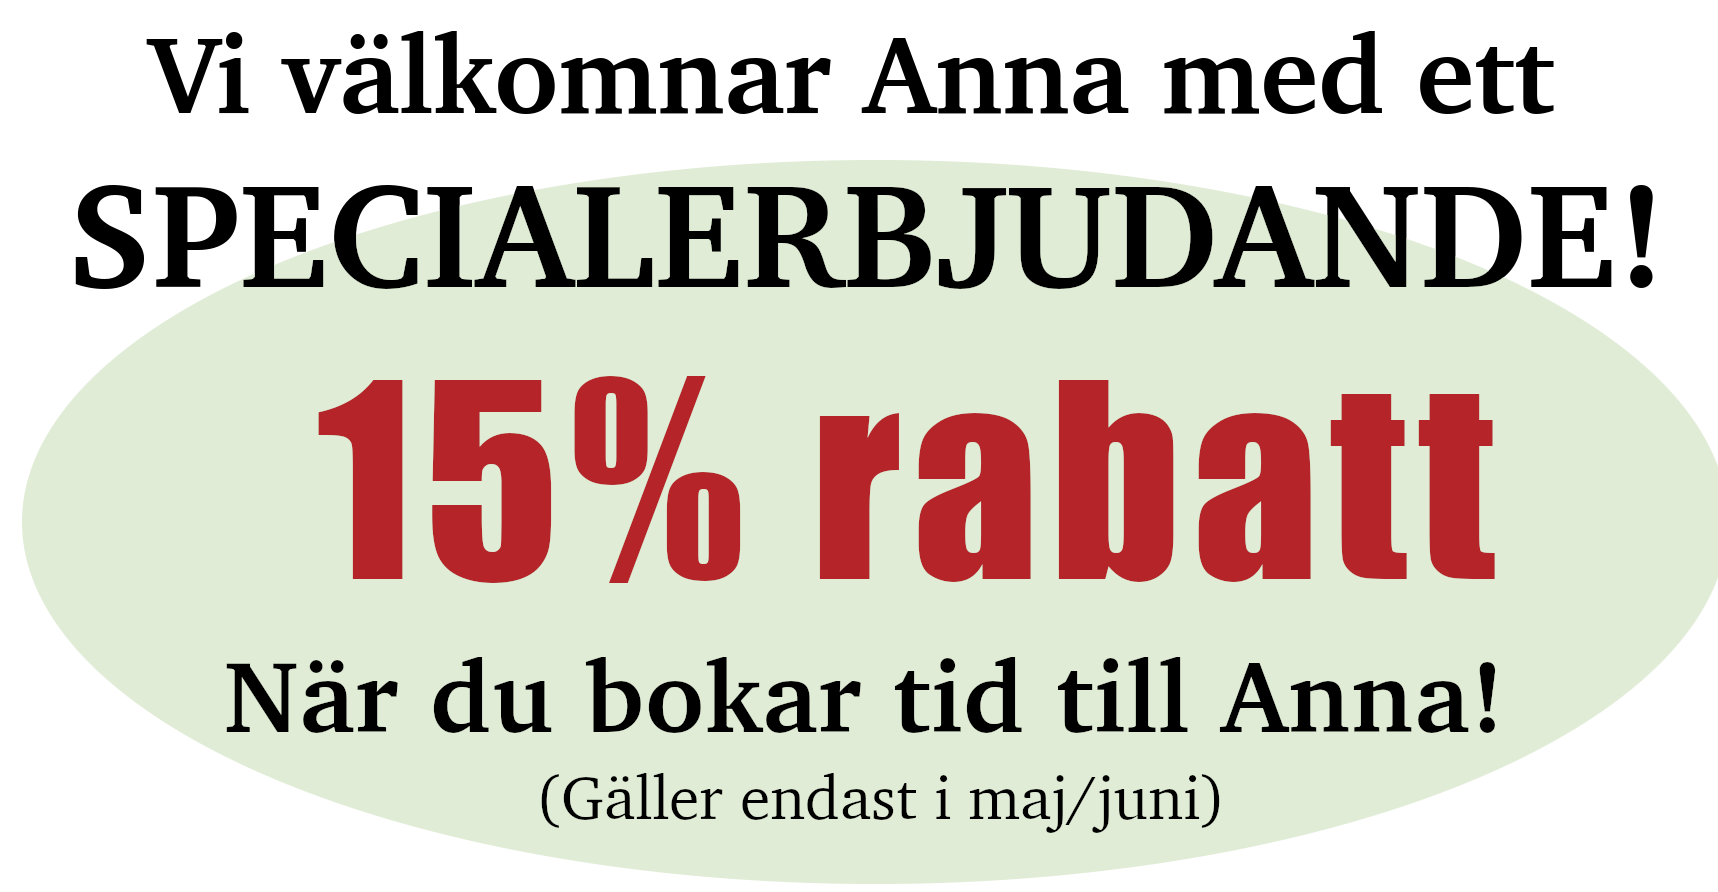 Vi välkomnar Anna med ett
SPECIALERBJUDANDE!
15% rabatt
När du bokar tid till Anna!
(Gäller endast i maj/juni)